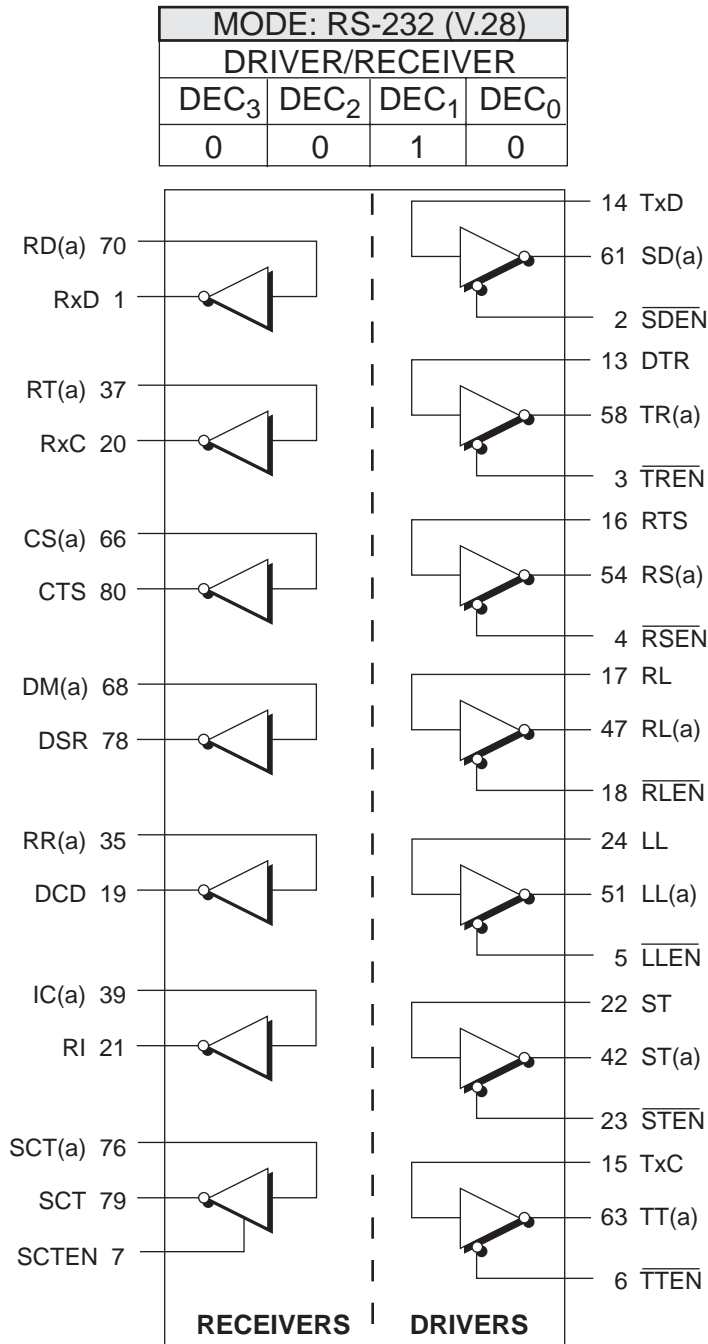 MODE: RS-232 (V.28)
DRIVER/RECEIVER
DEC3 DEC2 DEC1 DEC0
0 0 1 0
RD(a) 70
RxD 1
RT(a) 37
RxC 20
CS(a) 66
CTS 80
DM(a) 68
DSR 78
RR(a) 35
DCD 19
IC(a) 39
RI 21
SCT(a) 76
SCT 79
SCTEN 7
14 TxD
61 SD(a)
2 SDEN
13 DTR
58 TR(a)
3 TREN
16 RTS
54 RS(a)
4 RSEN
17 RL
47 RL(a)
18 RLEN
24 LL
51 LL(a)
5 LLEN
22 ST
42 ST(a)
23 STEN
15 TxC
63 TT(a)
6 TTEN
RECEIVERS DRIVERS